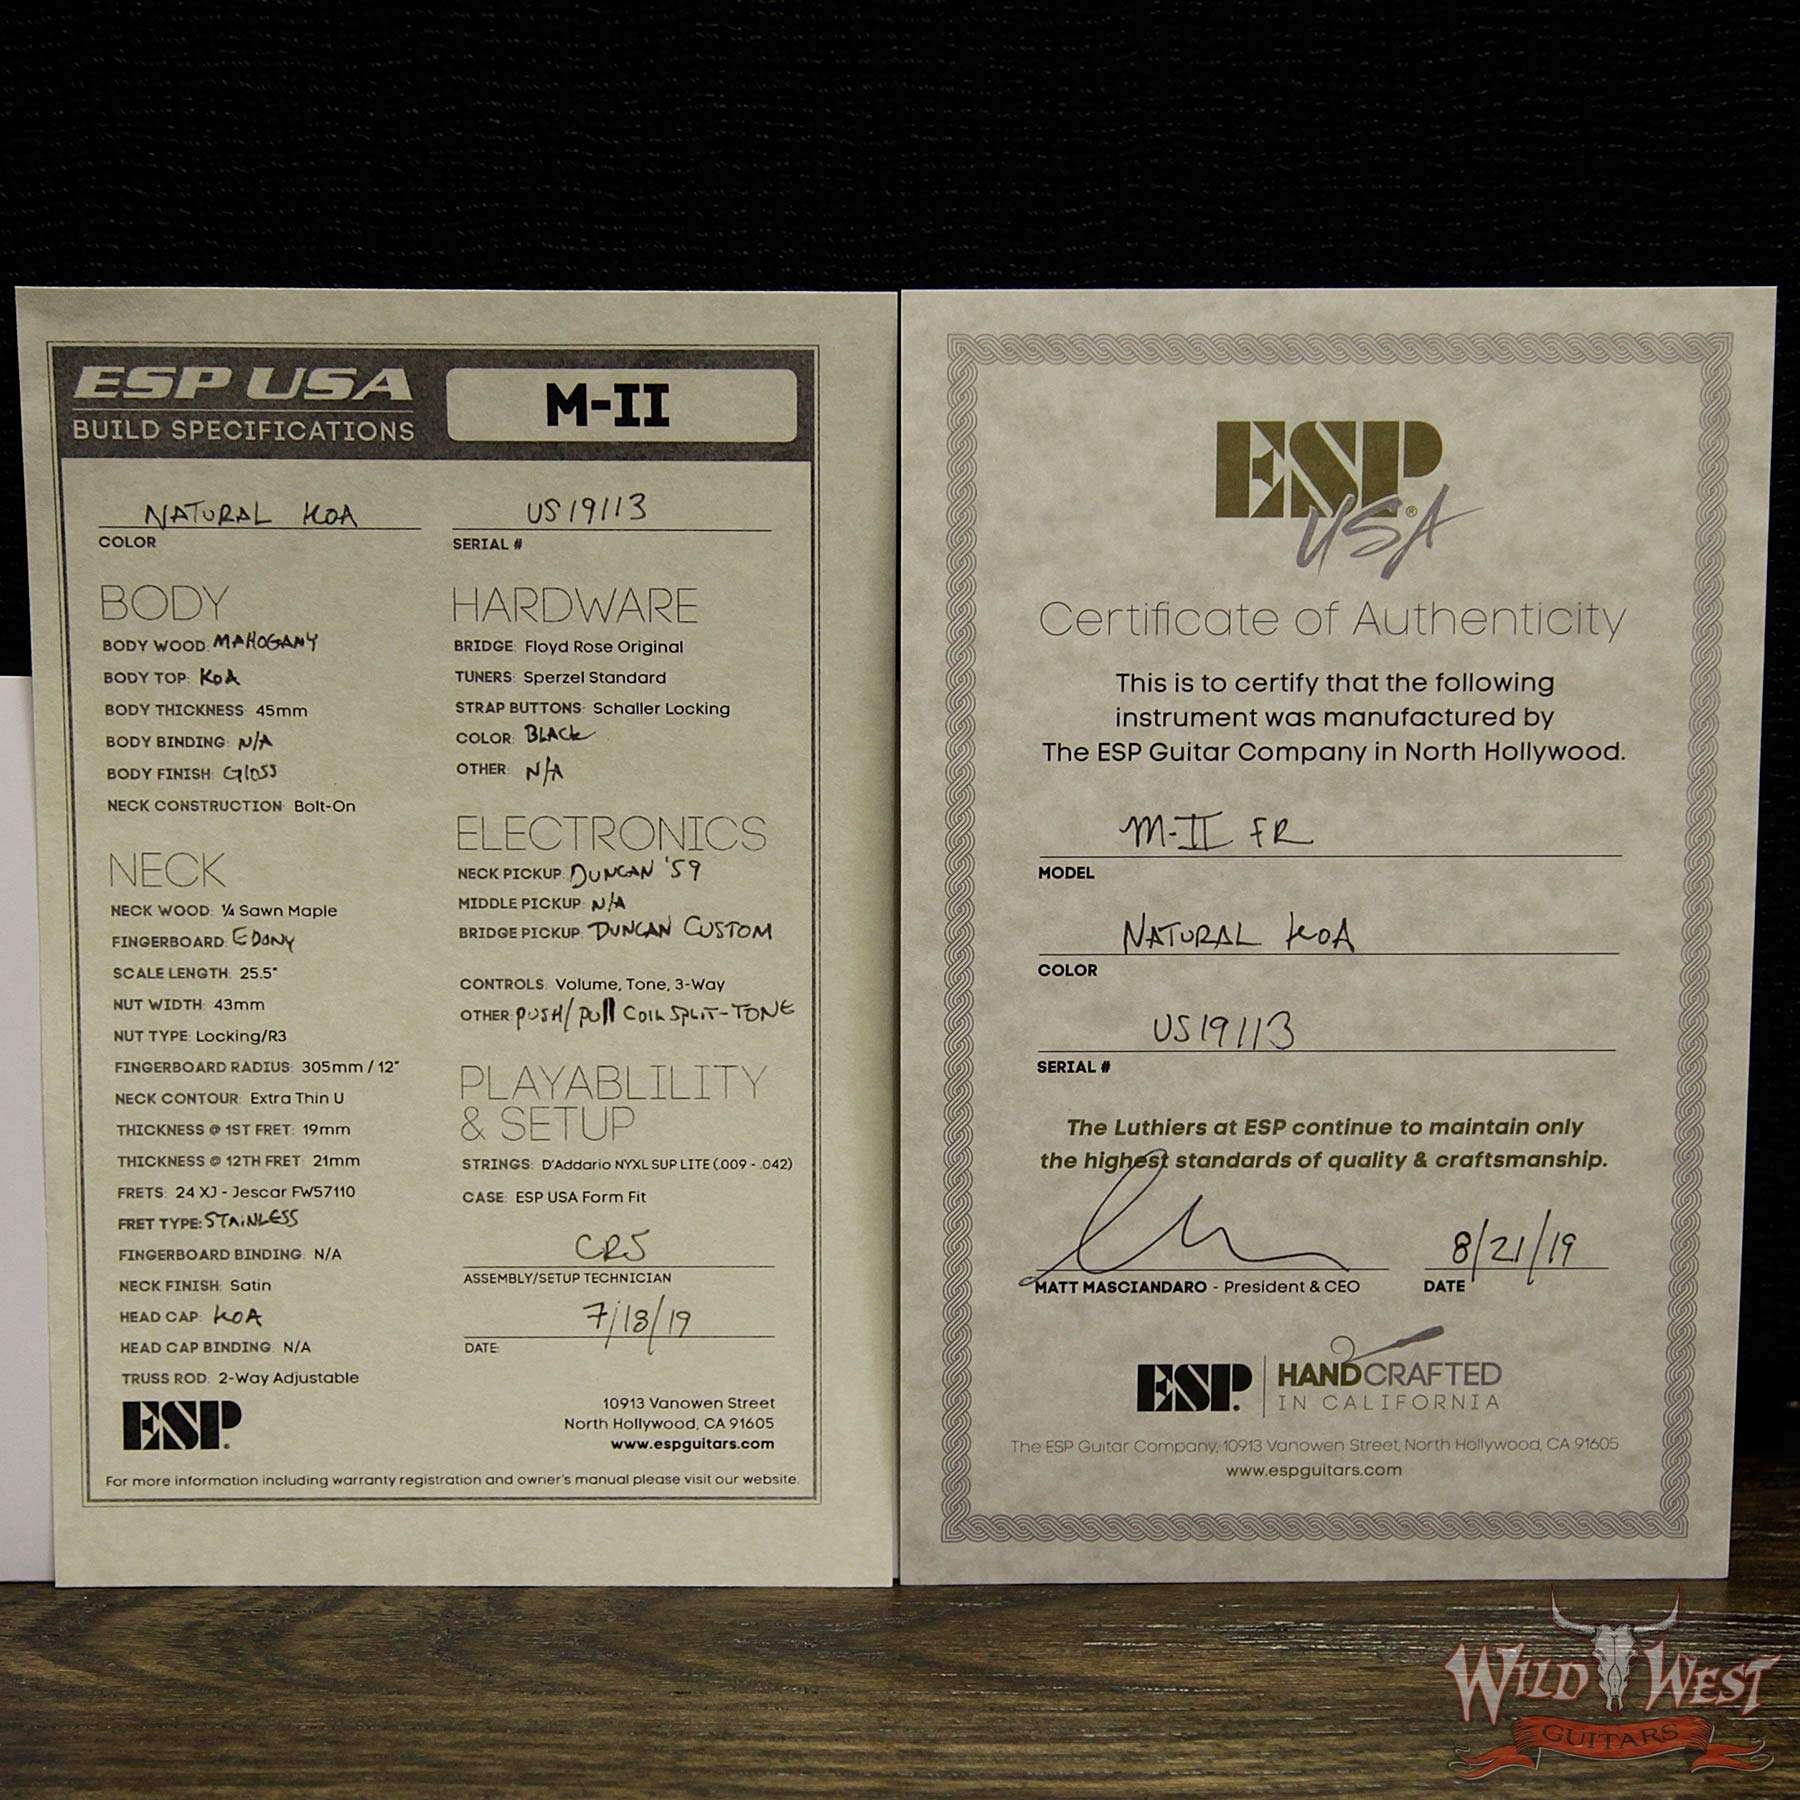 ESP USA
BUILD SPECIFICATIONS
M-II
NATURAL KOA
COLOR
US19113
SERIAL #
BODY
BODY WOOD: MAHOGANY
BODY TOP: KOA
BODY THICKNESS: 45mm
BODY BINDING: N/A
BODY FINISH: GLOSS
NECK CONSTRUCTION: Bolt-On
NECK
NECK WOOD: ¼ Sawn Maple
FINGERBOARD: EBONY
SCALE LENGTH: 25.5"
NUT WIDTH: 43mm
NUT TYPE: Locking/R3
FINGERBOARD RADIUS: 305mm / 12"
NECK CONTOUR: Extra Thin U
THICKNESS @ 1ST FRET: 19mm
THICKNESS @ 12TH FRET: 21mm
FRETS: 24 XJ - Jescar FW57110
FRET TYPE: STAINLESS
FINGERBOARD BINDING: N/A
NECK FINISH: Satin
HEAD CAP: KOA
HEAD CAP BINDING: N/A
TRUSS ROD: 2-Way Adjustable
ESP.
HARDWARE
BRIDGE: Floyd Rose Original
TUNERS: Sperzel Standard
STRAP BUTTONS: Schaller Locking
COLOR: BLACK
OTHER: N/A
ELECTRONICS
NECK PICKUP: DUNCAN '59
MIDDLE PICKUP: N/A
BRIDGE PICKUP: DUNCAN CUSTOM
CONTROLS: Volume, Tone, 3-Way
OTHER: PUSH/PULL COIL SPLIT-TONE
PLAYABLILITY
& SETUP
STRINGS: D'Addario NYXL SUP LITE (.009 - .042)
CASE: ESP USA Form Fit
CRJ
ASSEMBLY/SETUP TECHNICIAN
7/18/19
DATE:
10913 Vanowen Street
North Hollywood, CA 91605
www.espguitars.com
For more information including warranty registration and owner's manual please visit our website.
ESP®
USA
Certificate of Authenticity
This is to certify that the following
instrument was manufactured by
The ESP Guitar Company in North Hollywood.
M-II FR
MODEL
NATURAL KOA
COLOR
US19113
SERIAL #
The Luthiers at ESP continue to maintain only
the highest standards of quality & craftsmanship.
8/21/19
MATT MASCIANDARO - President & CEO
DATE
ESP.
HANDCRAFTED
IN CALIFORNIA
The ESP Guitar Company, 10913 Vanowen Street, North Hollywood, CA 91605
www.espguitars.com
WILD WEST
GUITARS